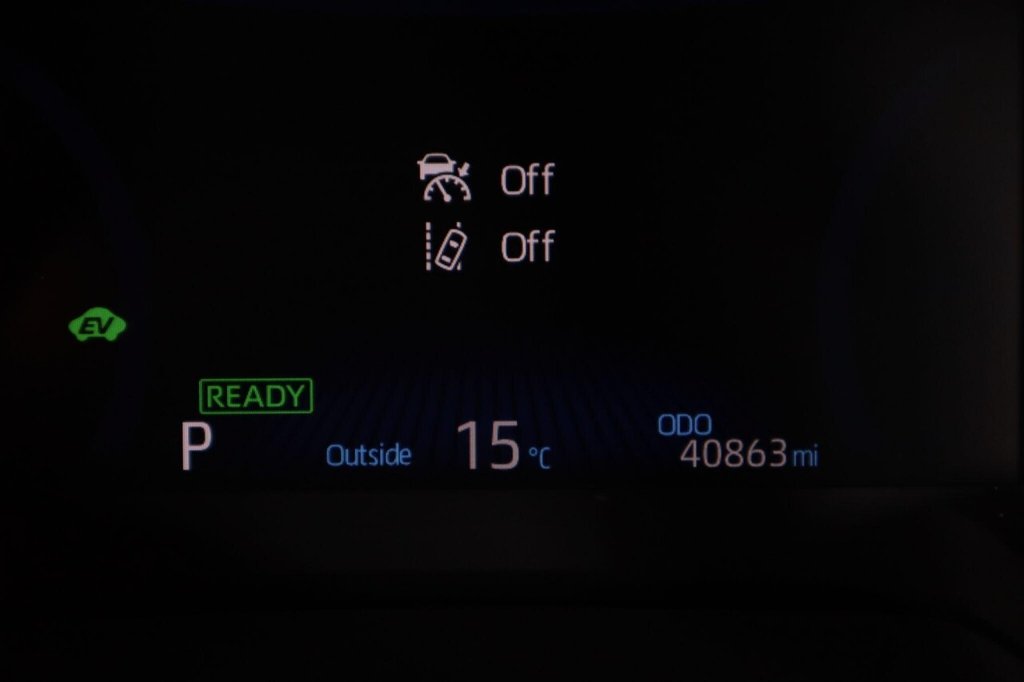 Off
Off
EV
READY
P
Outside 15 °C
ODO
40863 mi